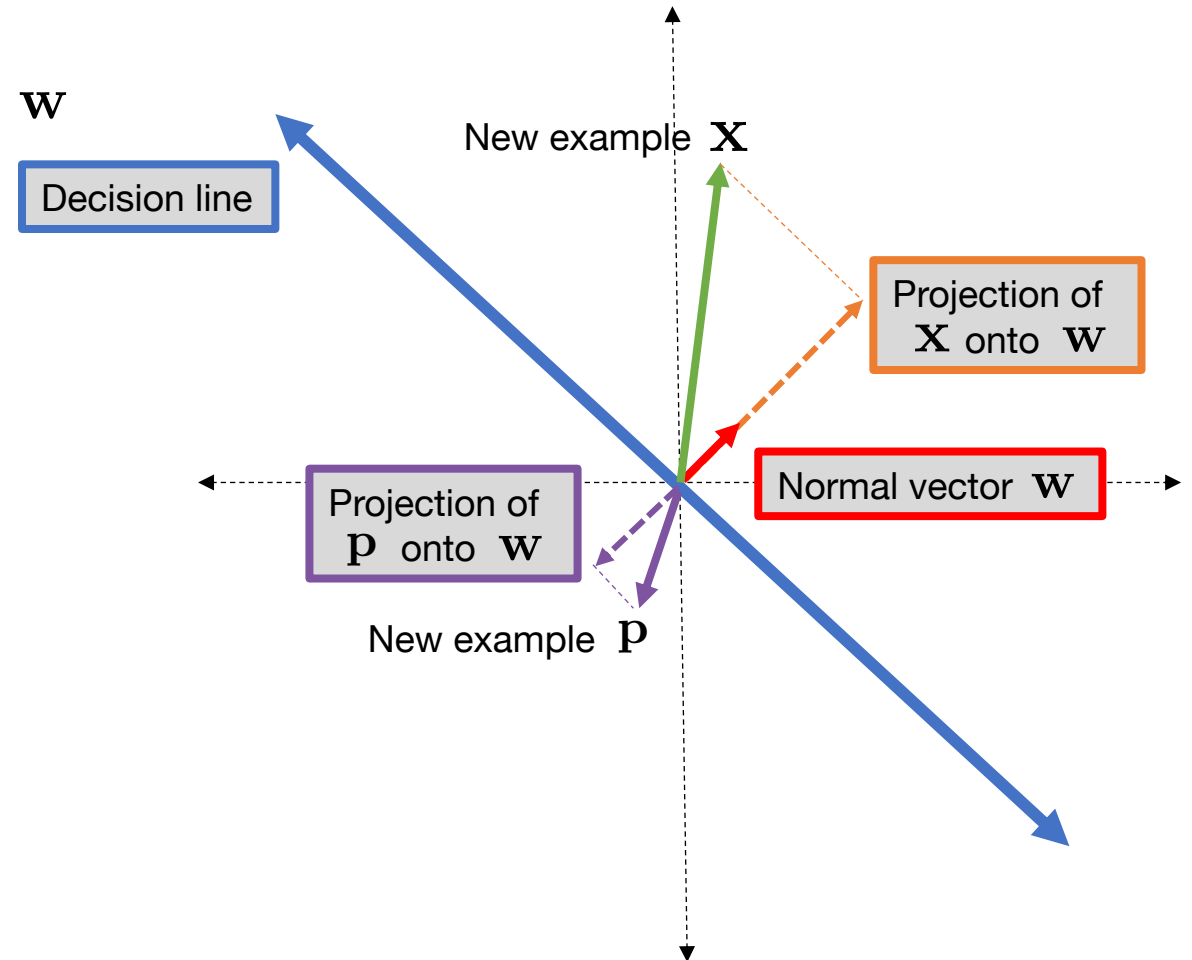 w
Decision line
New example x
Projection of
x onto w
Normal vector w
Projection of
p onto w
New example p